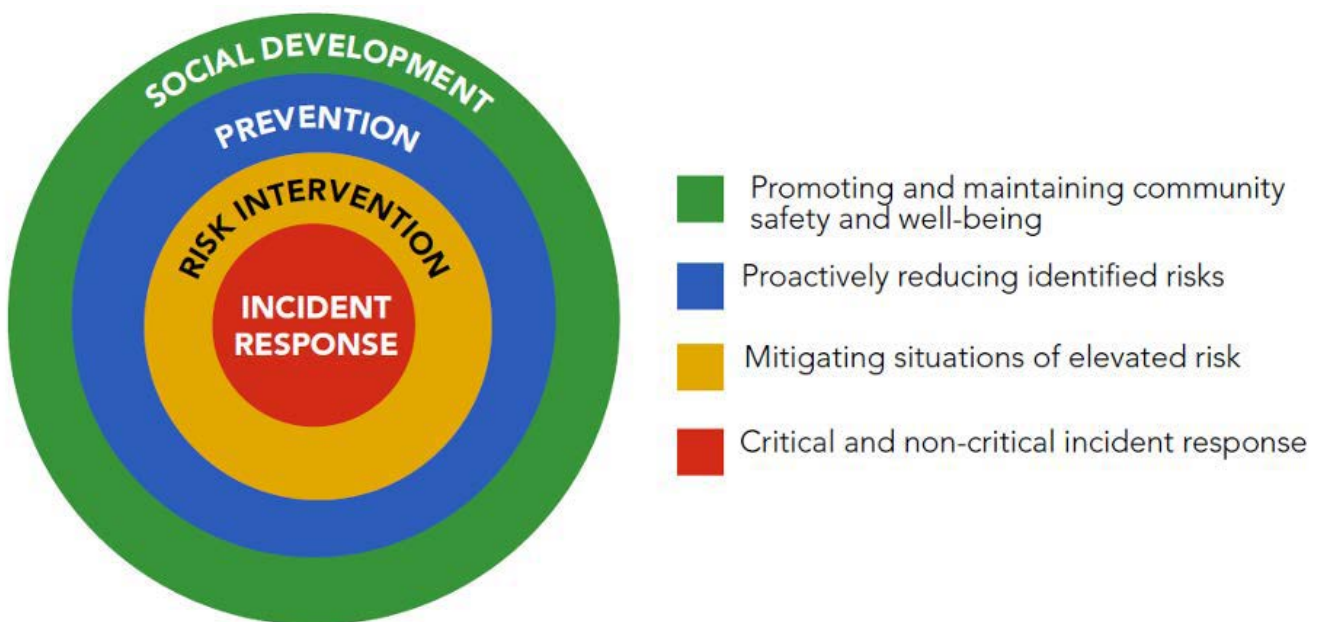 SOCIAL DEVELOPMENT
PREVENTION
RISK INTERVENTION
INCIDENT
RESPONSE
Promoting and maintaining community
safety and well-being
Proactively reducing identified risks
Mitigating situations of elevated risk
Critical and non-critical incident response